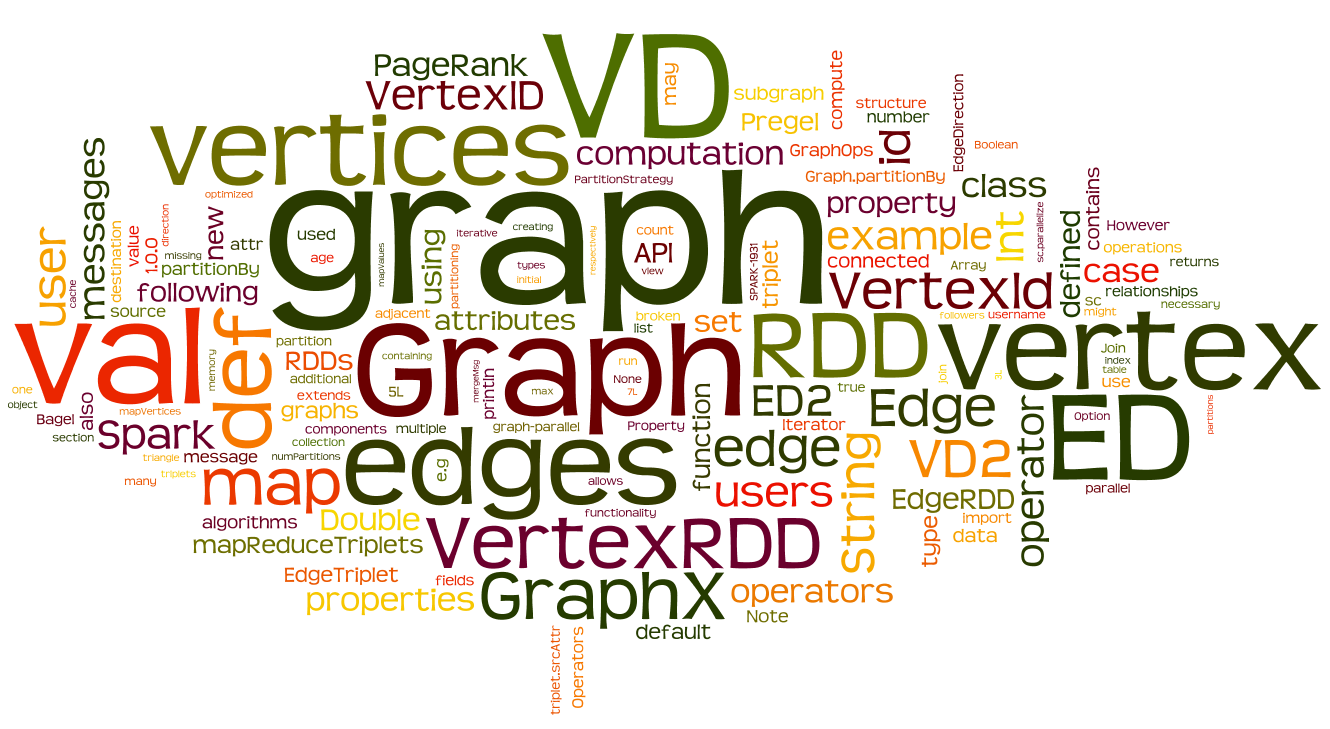 PageRank
VD
may
VertexID
subgraph
compute
structure
number
EdgeDirection
vertices
Pregel
id
Boolean
computation
GraphOps
PartitionStrategy
Graph.partitionBy
class
messages
optimized
graph
property
contains
user
destination
value
1.0.0
direction
new
missing
attr
used
age
mapValues
using
partitioning
iterative
creating
types
initial
respectively
count
API
view
SPARK-1931
triplet
example
connected
Int
Array
sc.parallelize
defined
However
operations
returns
case
relationships
necessary
cache
partitionBy
following
source
VertexId
sc
might
val
def
partition
adjacent
attributes
broken
list
set
RDD
followers
username
vertex
Join
index
table
use
one
object
memory
RDDs
additional
extends
containing
Graph
5L
mergeMsg
println
run
None
max
7L
true
join
3L
Bagel
also
section
mapVertices
Spark
graphs
components
multiple
collection
graph-parallel
Property
function
ED2
Iterator
Edge
operator
ED
Option
partitions
triangle
message
numPartitions
triplets
many
map
edges
e.g
allows
edge
users
string
VD2
EdgeRDD
parallel
algorithms
Double
functionality
mapReduceTriplets
VertexRDD
type
import
data
EdgeTriplet
fields
properties
GraphX
operators
Note
default
triplet.srcAttr
Operators